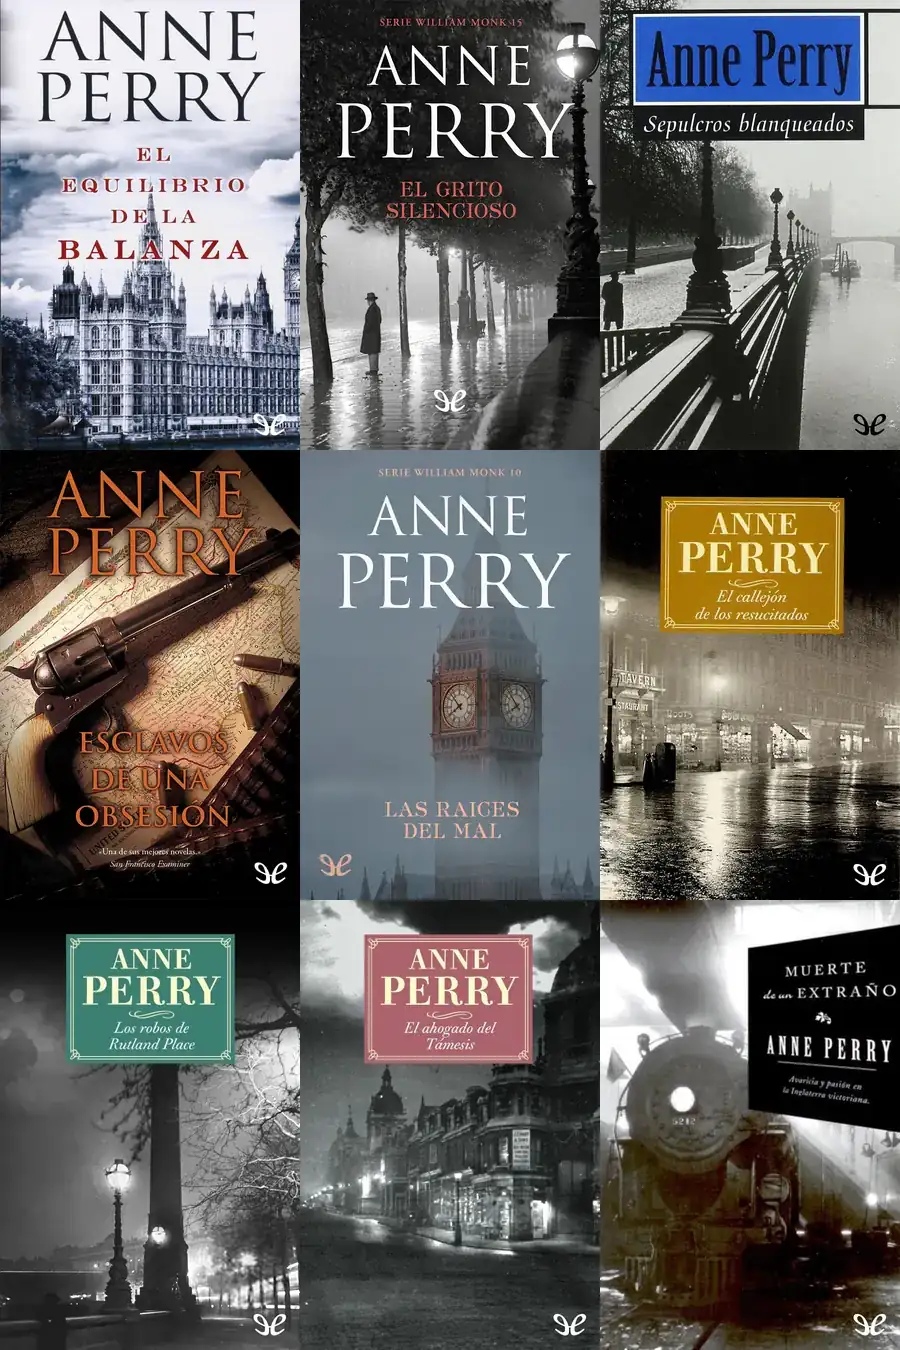 ANNE
PERRY
EL
EQUILIBRIO
DE LA
BALANZA
SERIE WILLIAM MONK 15
ANNE
PERRY
EL GRITO
SILENCIOSO
Anne Perry
Sepulcros blanqueados
ANNE
PERRY
ESCLAVOS
DE UNA
OBSESIÓN
«Una de sus mejores novelas.»
San Francisco Examiner
SERIE WILLIAM MONK 10
ANNE
PERRY
LAS RAICES
DEL MAL
ANNE
PERRY
El callejón
de los resucitados
TAVERN
ANNE
PERRY
Los robos de
Rutland Place
ANNE
PERRY
El ahogado del
Támesis
MUERTE
de un EXTRAÑO
ANNE PERRY
Avaricia y pasión en
la Inglaterra victoriana.
5212